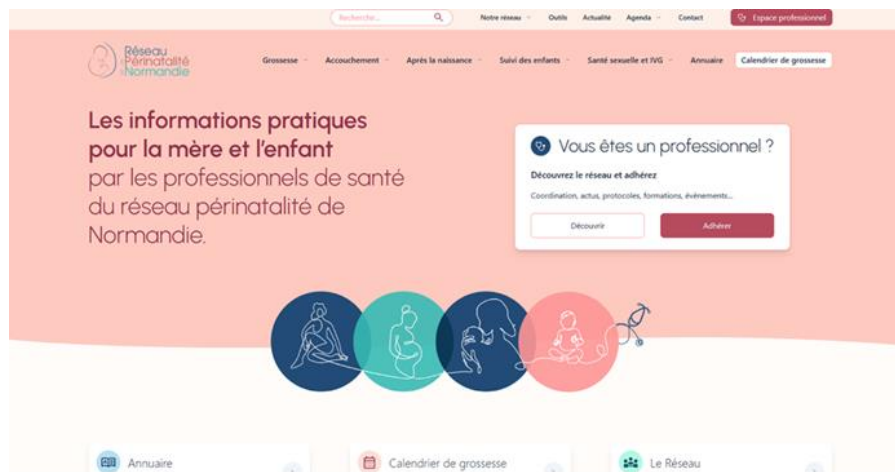 Recherche...
Notre réseau
Outils
Actualité
Agenda
Contact
Espace professionnel
Réseau
Périnatalité
Normandie
Grossesse
Accouchement
Après la naissance
Suivi des enfants
Santé sexuelle et IVG
Annuaire
Calendrier de grossesse
Les informations pratiques
pour la mère et l'enfant
par les professionnels de santé
du réseau périnatalité de
Normandie.
Vous êtes un professionnel ?
Découvrez le réseau et adhérez
Coordination, actus, protocoles, formations, événements...
Découvrir
Adhérer
Annuaire
Calendrier de grossesse
Le Réseau